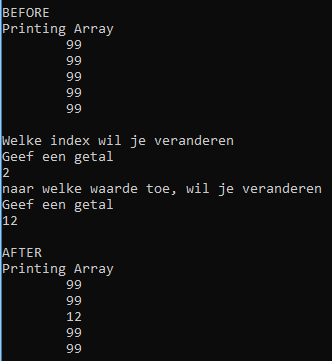 BEFORE
Printing Array
99
99
99
99
99
Welke index wil je veranderen
Geef een getal
2
naar welke waarde toe, wil je veranderen
Geef een getal
12
AFTER
Printing Array
99
99
12
99
99